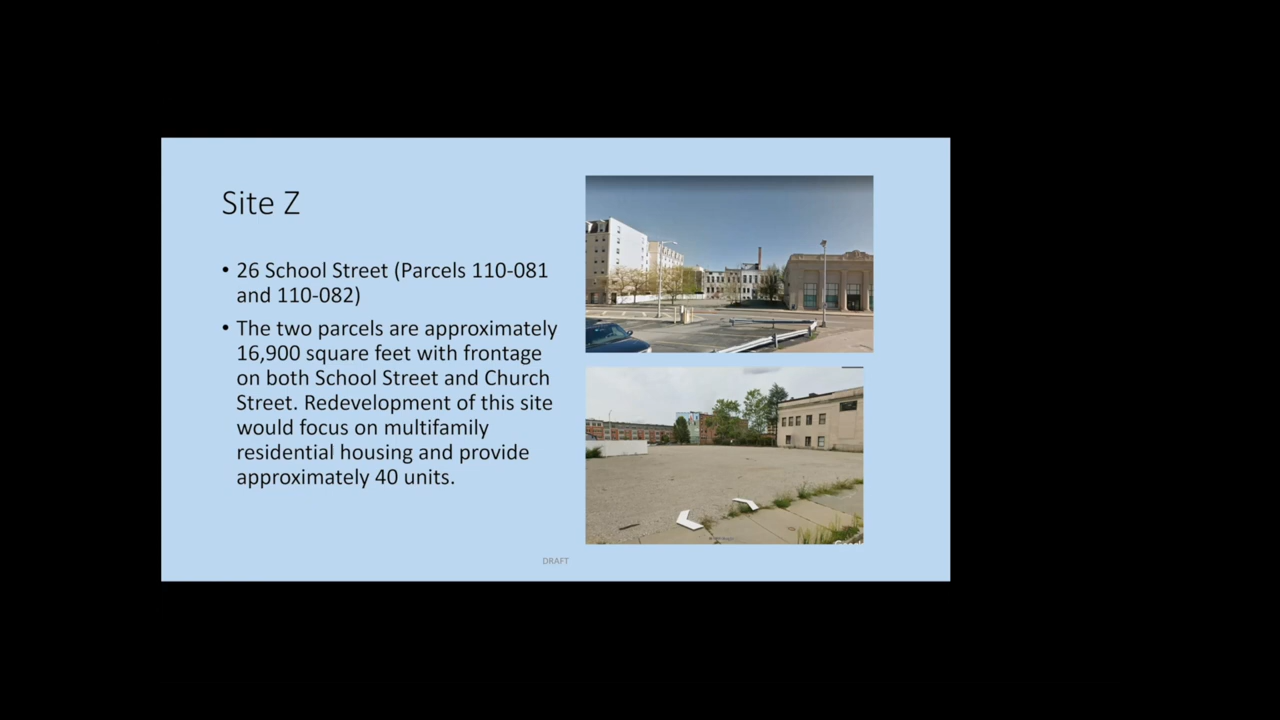 Site Z
• 26 School Street (Parcels 110-081
and 110-082)
• The two parcels are approximately
16,900 square feet with frontage
on both School Street and Church
Street. Redevelopment of this site
would focus on multifamily
residential housing and provide
approximately 40 units.
DRAFT